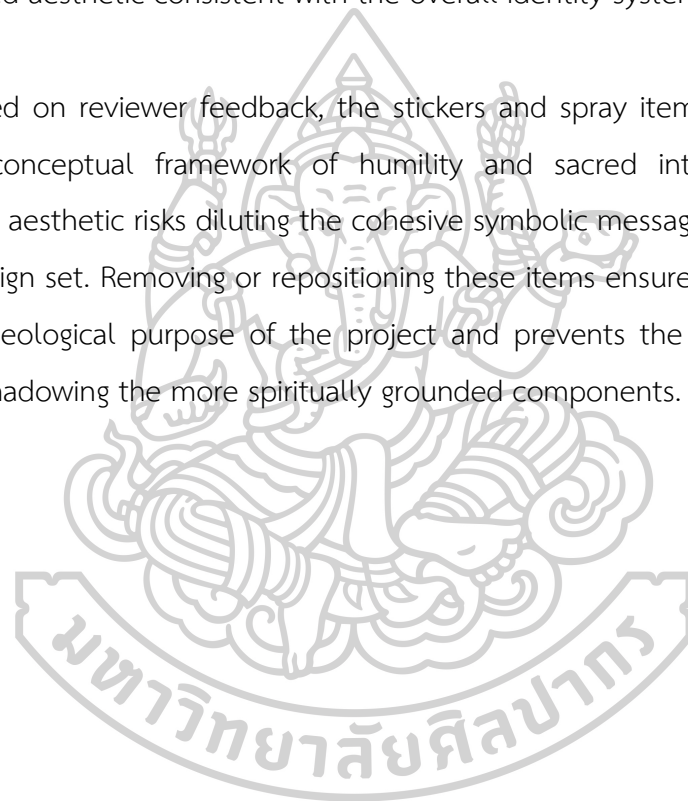 aesthetic consistent with the overall identity system
on reviewer feedback, the stickers and spray item
conceptual framework of humility and sacred int
aesthetic risks diluting the cohesive symbolic messag
ign set. Removing or repositioning these items ensure
eological purpose of the project and prevents the
hadowing the more spiritually grounded components.
มหาวิทยาลัยศิลปากร